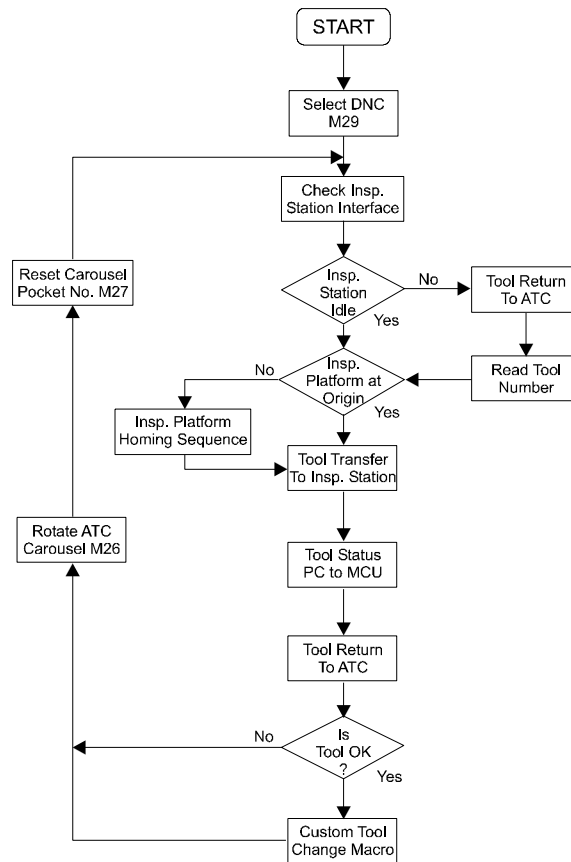 START
Select DNC
M29
Check Insp.
Station Interface
Insp.
Station
Idle
No
Yes
Tool Return
To ATC
Read Tool
Number
Reset Carousel
Pocket No. M27
Insp.
Platform at
Origin
No
Yes
Insp. Platform
Homing Sequence
Tool Transfer
To Insp. Station
Rotate ATC
Carousel M26
Tool Status
PC to MCU
Tool Return
To ATC
Is
Tool OK
?
No
Yes
Custom Tool
Change Macro